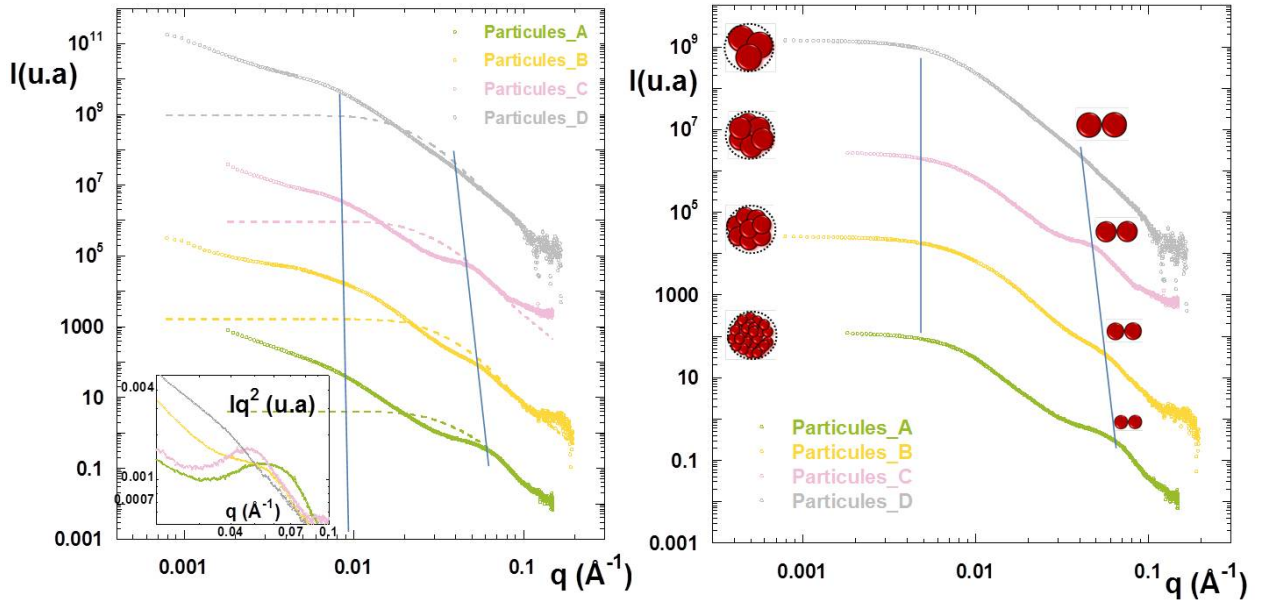 I(u.a)
10¹¹
10⁹
10⁷
10⁵
1000
10
0.1
0.001
Particules_A
Particules_B
Particules_C
Particules_D
0.004
0.001
0.0007
Iq² (u.a)
q (Å⁻¹)
0.04
0.07
0.1
0.001
0.01
0.1
q (Å⁻¹)
I(u.a)
10⁹
10⁷
10⁵
1000
10
0.1
0.001
Particules_A
Particules_B
Particules_C
Particules_D
0.001
0.01
0.1
q (Å⁻¹)